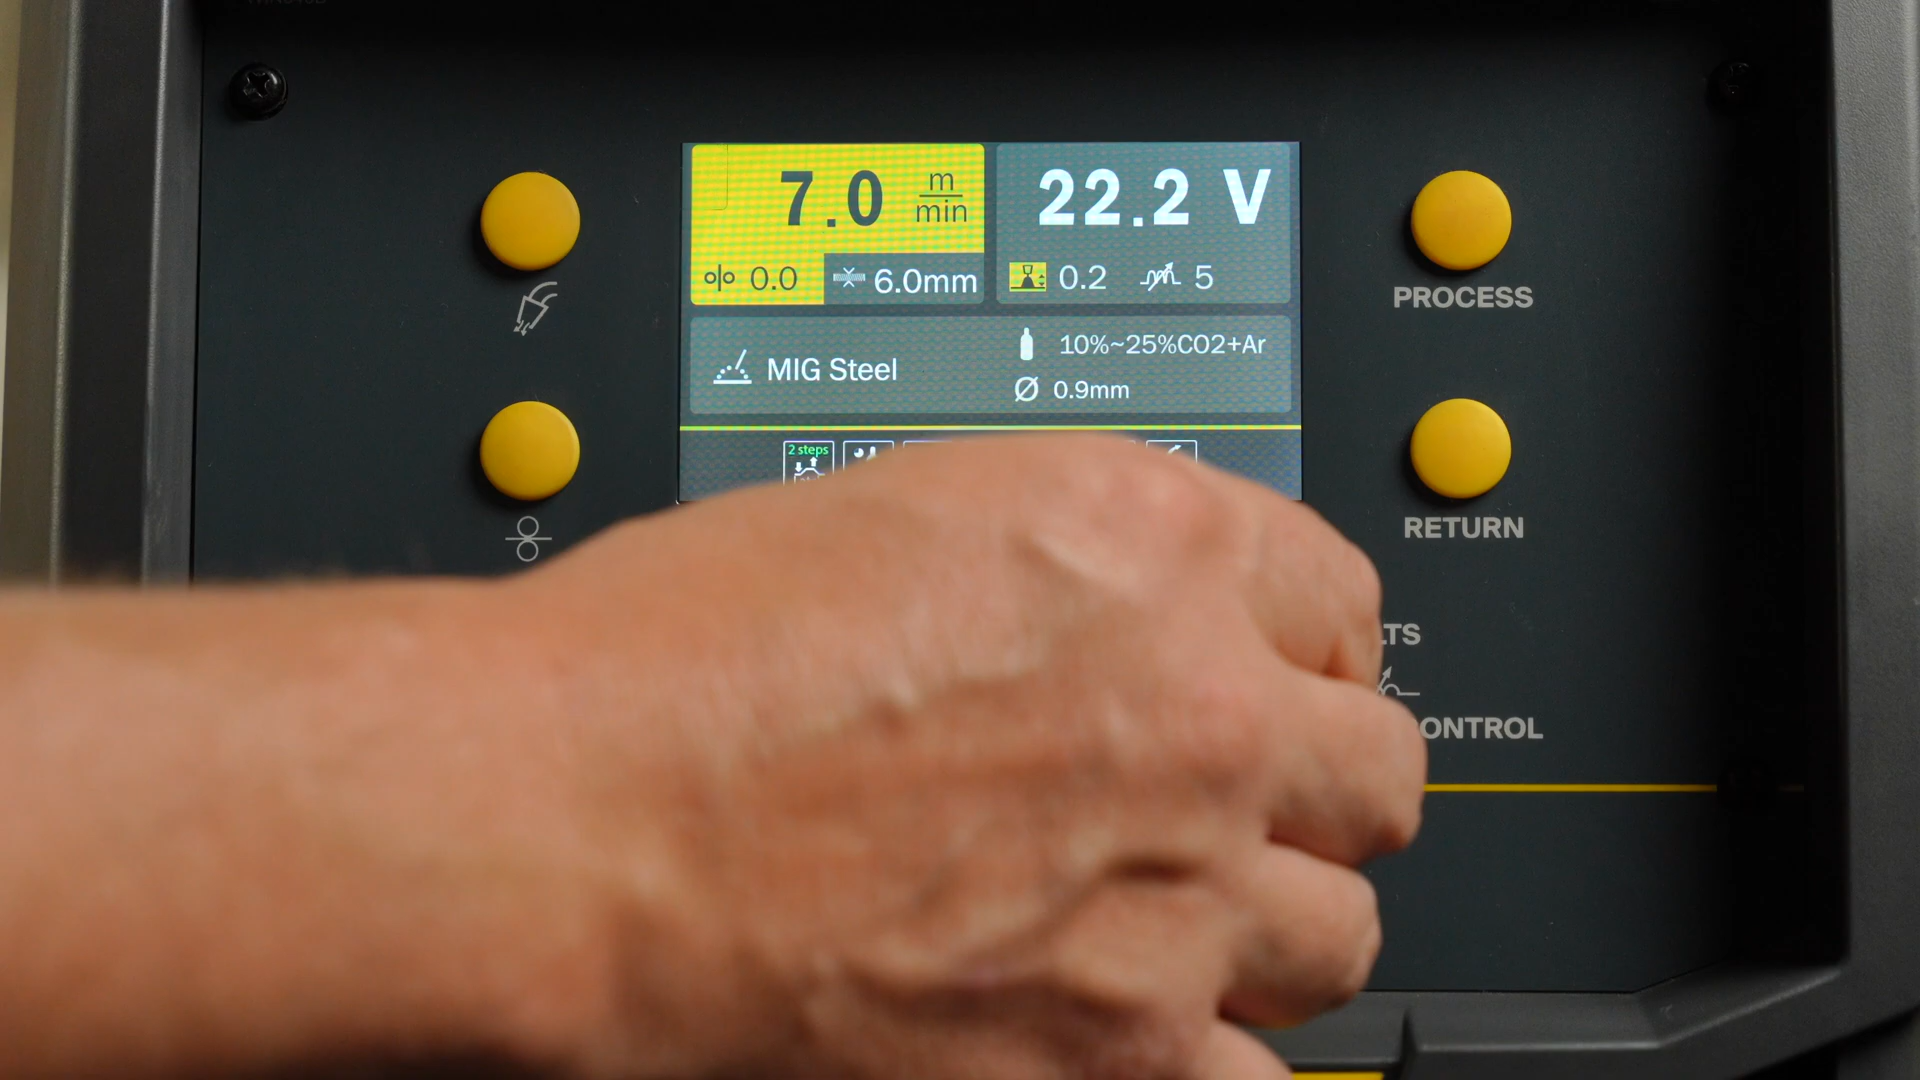 7.0 m/min
22.2 V
0.0
6.0mm
0.2
5
PROCESS
MIG Steel
10%~25%CO2+Ar
0.9mm
2 steps
RETURN
LTS
ONTROL